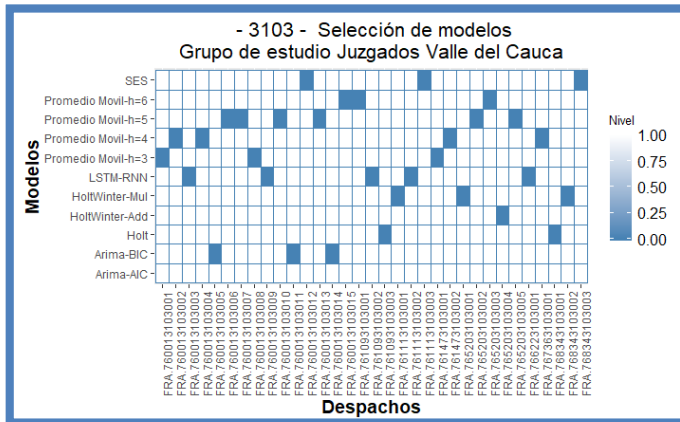 - 3103 -  Selección de modelos
Grupo de estudio Juzgados Valle del Cauca
Modelos
SES
Promedio Movil-h=6
Promedio Movil-h=5
Promedio Movil-h=4
Promedio Movil-h=3
LSTM-RNN
HoltWinter-Mul
HoltWinter-Add
Holt
Arima-BIC
Arima-AIC
Nivel
1.00
0.75
0.50
0.25
0.00
FRA.760013103001
FRA.760013103002
FRA.760013103003
FRA.760013103004
FRA.760013103005
FRA.760013103006
FRA.760013103007
FRA.760013103008
FRA.760013103009
FRA.760013103010
FRA.760013103011
FRA.760013103012
FRA.760013103013
FRA.760013103014
FRA.760013103015
FRA.761093103001
FRA.761093103002
FRA.761093103003
FRA.761113103001
FRA.761113103002
FRA.761113103003
FRA.761473103001
FRA.761473103002
FRA.765203103001
FRA.765203103002
FRA.765203103003
FRA.765203103004
FRA.765203103005
FRA.766223103001
FRA.767363103001
FRA.768343103001
FRA.768343103002
FRA.768343103003
Despachos